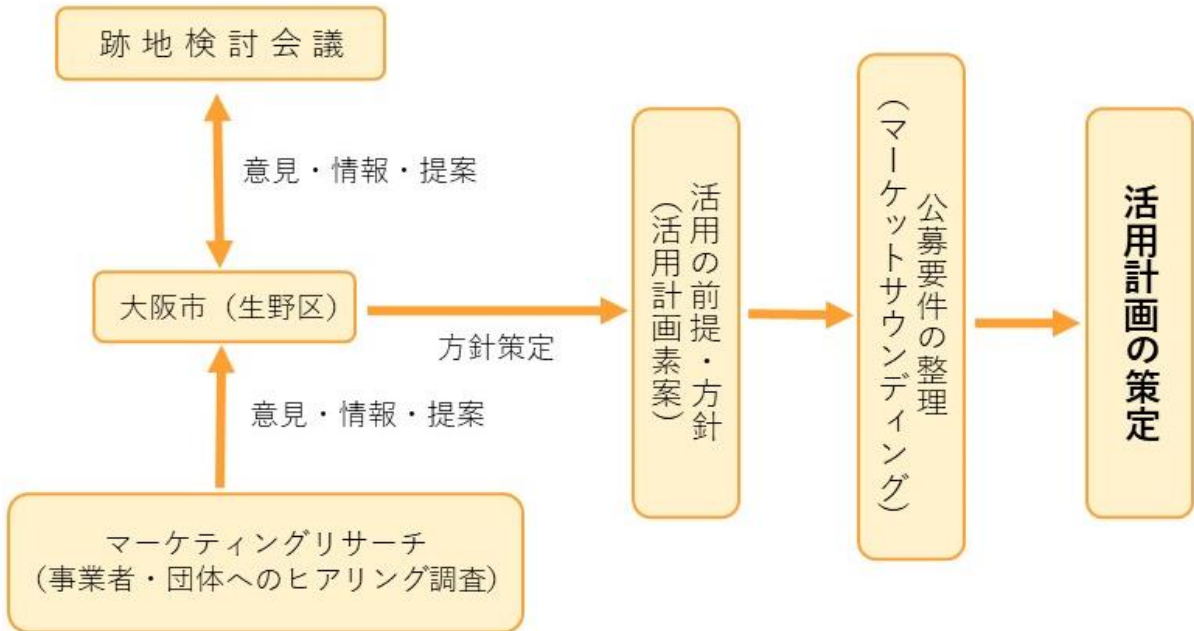 跡地検討会議
意見・情報・提案
大阪市（生野区）
方針策定
意見・情報・提案
マーケティングリサーチ
（事業者・団体へのヒアリング調査）
活用の前提・方針
（活用計画素案）
公募要件の整理
（マーケットサウンディング）
活用計画の策定